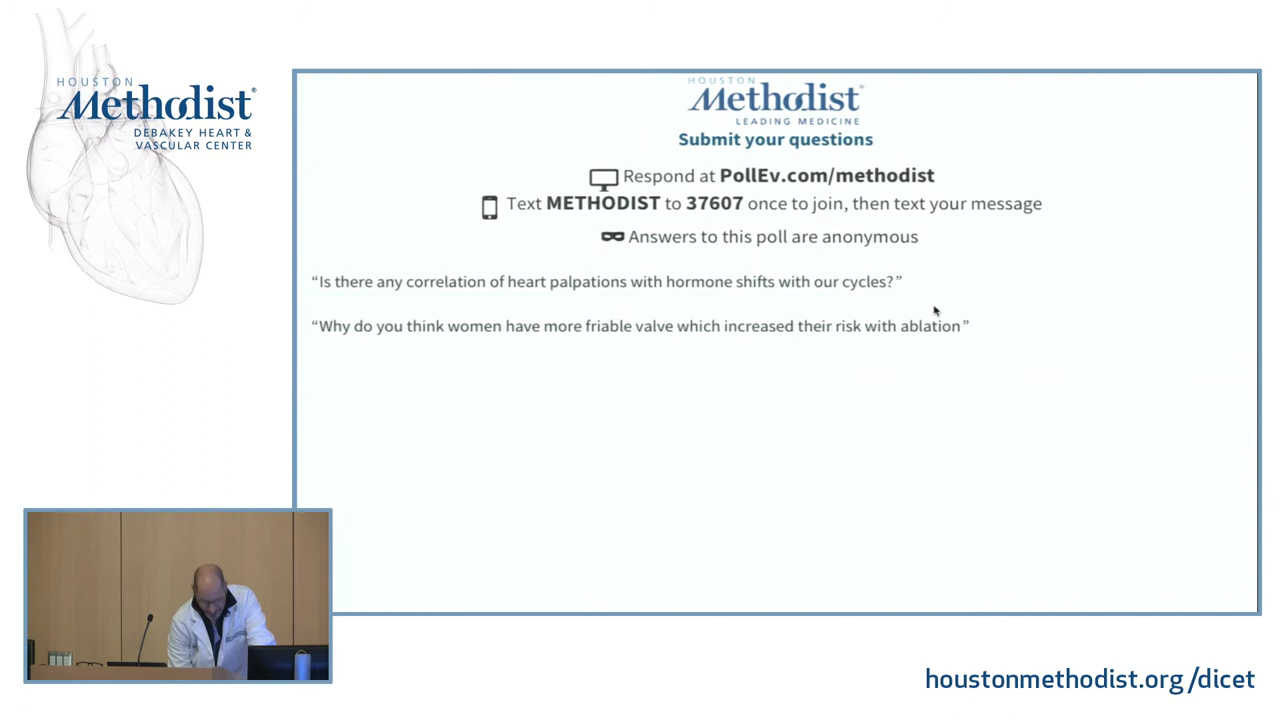 HOUSTON
Methodist®
DEBAKEY HEART &
VASCULAR CENTER
HOUSTON
Methodist®
LEADING MEDICINE
Submit your questions
Respond at PollEv.com/methodist
Text METHODIST to 37607 once to join, then text your message
Answers to this poll are anonymous
“Is there any correlation of heart palpations with hormone shifts with our cycles?”
“Why do you think women have more friable valve which increased their risk with ablation”
houstonmethodist.org/dicet